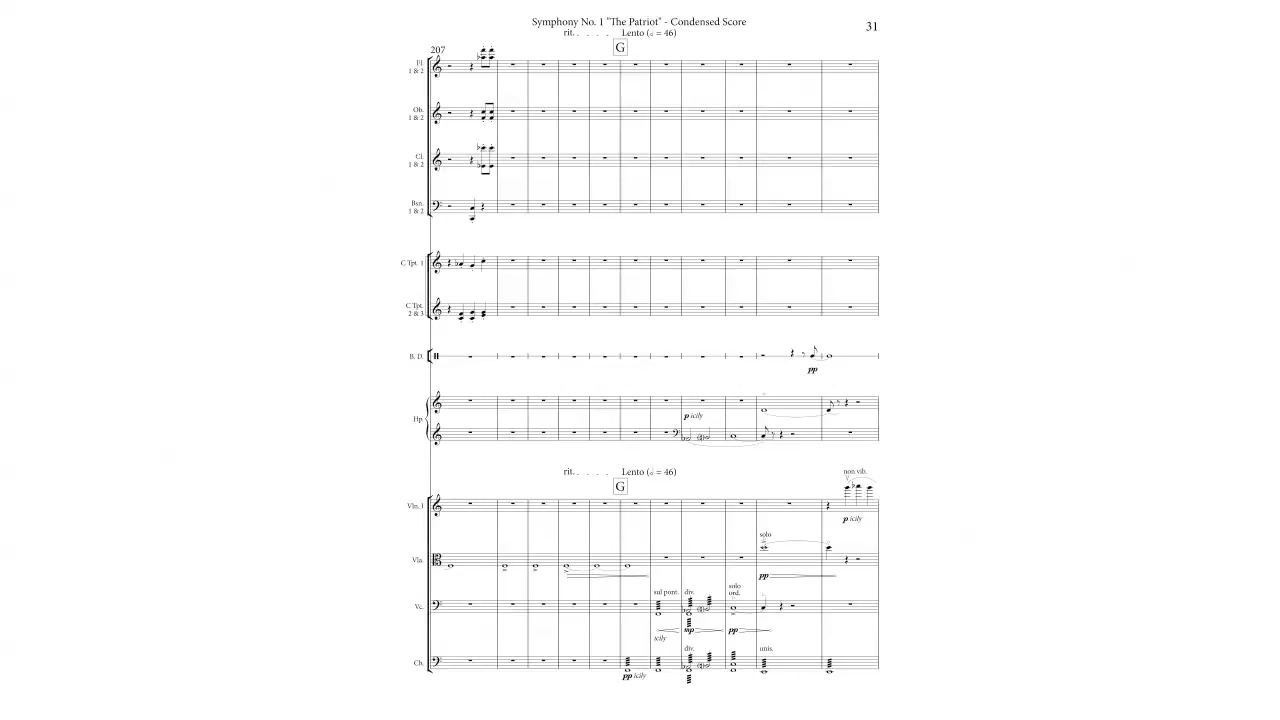 Symphony No. 1 "The Patriot" - Condensed Score
31
rit. Lento (𝅗𝅥 = 46)
G
207
Fl.
1 & 2
Ob.
1 & 2
Cl.
1 & 2
Bsn.
1 & 2
C Tpt. 1
C Tpt.
2 & 3
B. D.
pp
Hp.
p icily
rit. Lento (𝅗𝅥 = 46)
G
non vib.
Vln. I
p icily
solo
Vla.
pp
solo
sul pont. div. ord.
Vc.
mp pp
icily
div. unis.
Cb.
pp icily